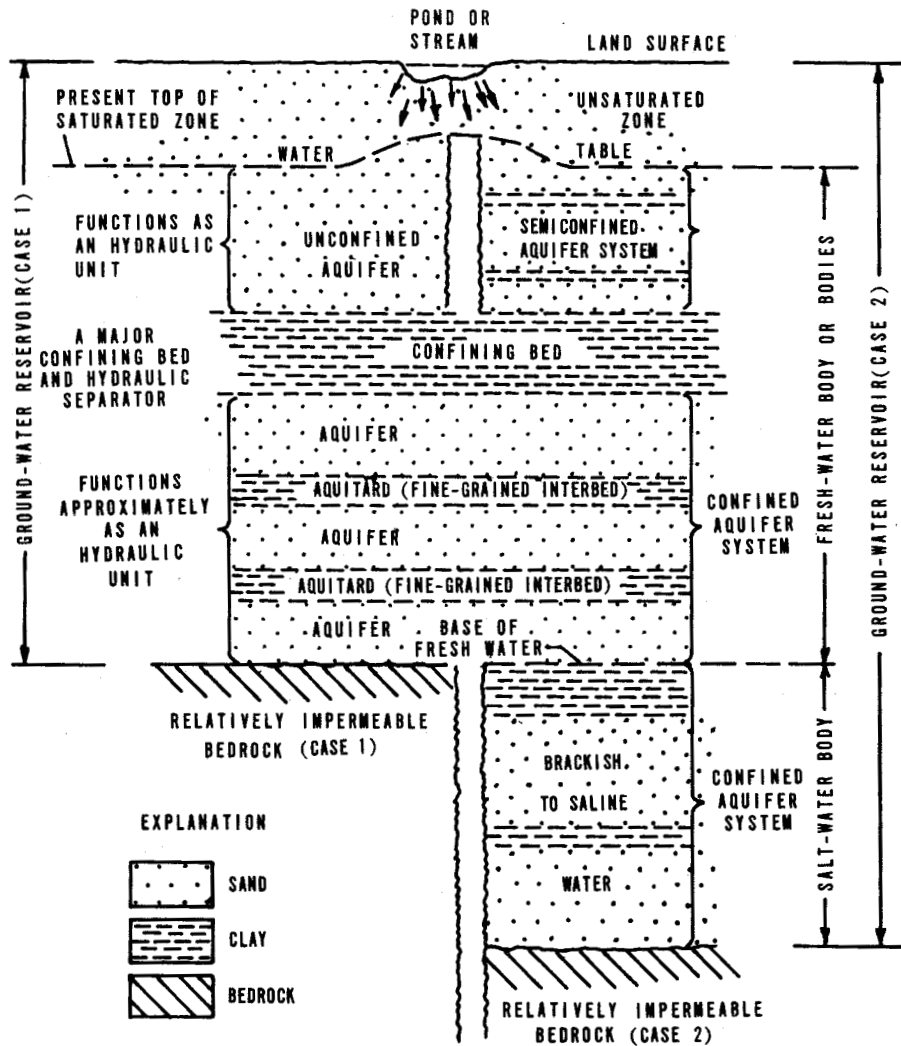 POND OR
STREAM
LAND SURFACE
PRESENT TOP OF
SATURATED ZONE
UNSATURATED
ZONE
WATER
TABLE
GROUND-WATER RESERVOIR(CASE 1)
FUNCTIONS AS
AN HYDRAULIC
UNIT
UNCONFINED
AQUIFER
SEMICONFINED
AQUIFER SYSTEM
A MAJOR
CONFINING BED
AND HYDRAULIC
SEPARATOR
CONFINING BED
FUNCTIONS
APPROXIMATELY
AS AN
HYDRAULIC
UNIT
AQUIFER
AQUITARD (FINE-GRAINED INTERBED)
AQUIFER
AQUITARD (FINE-GRAINED INTERBED)
AQUIFER
BASE OF
FRESH WATER
CONFINED
AQUIFER
SYSTEM
FRESH-WATER BODY OR BODIES
GROUND-WATER RESERVOIR(CASE 2)
RELATIVELY IMPERMEABLE
BEDROCK (CASE 1)
BRACKISH
TO SALINE
WATER
CONFINED
AQUIFER
SYSTEM
SALT-WATER BODY
EXPLANATION
SAND
CLAY
BEDROCK
RELATIVELY IMPERMEABLE
BEDROCK (CASE 2)